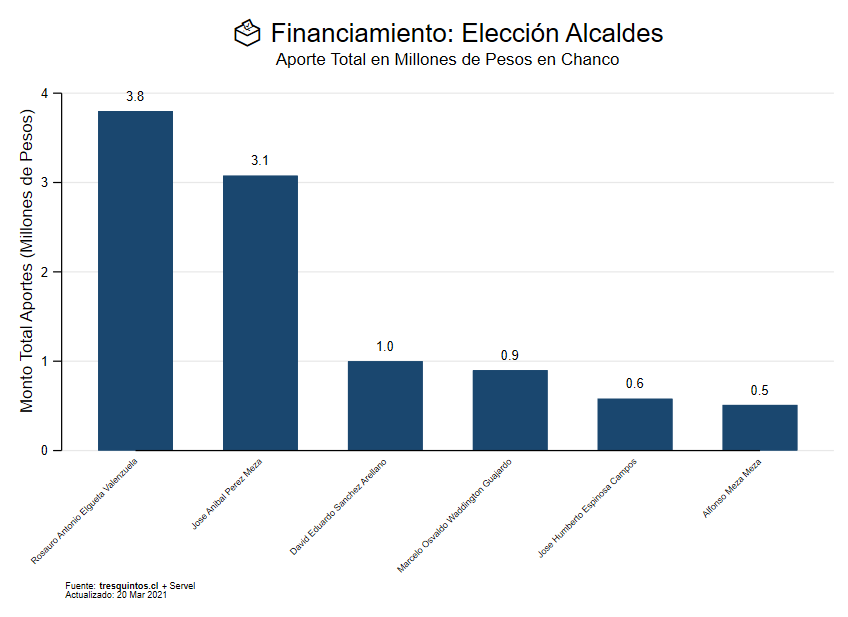 Financiamiento: Elección Alcaldes
Aporte Total en Millones de Pesos en Chanco
Monto Total Aportes (Millones de Pesos)
4
3
2
1
0
3.8
3.1
1.0
0.9
0.6
0.5
Rosauro Antonio Elgueta Valenzuela
Jose Anibal Perez Meza
David Eduardo Sanchez Arellano
Marcelo Osvaldo Waddington Guajardo
Jose Humberto Espinosa Campos
Alfonso Meza Meza
Fuente: tresquintos.cl + Servel
Actualizado: 20 Mar 2021